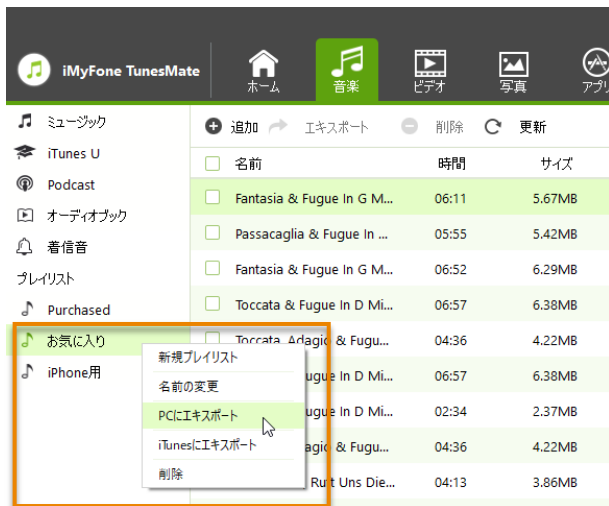 iMyFone TunesMate
ホーム
音楽
ビデオ
写真
アプリ
ミュージック
iTunes U
Podcast
オーディオブック
着信音
プレイリスト
Purchased
お気に入り
iPhone用
追加 エキスポート 削除 更新
名前 時間 サイズ
Fantasia & Fugue In G M... 06:11 5.67MB
Passacaglia & Fugue In ... 05:55 5.42MB
Fantasia & Fugue In G M... 06:52 6.29MB
Toccata & Fugue In D Mi... 06:57 6.38MB
Toccata, Adagio & Fugu... 04:36 4.22MB
ugue In D Mi... 06:57 6.38MB
ugue In D Mi... 02:34 2.37MB
agio & Fugu... 04:36 4.22MB
Ruft Uns Die... 04:13 3.86MB
新規プレイリスト
名前の変更
PCにエキスポート
iTunesにエキスポート
削除